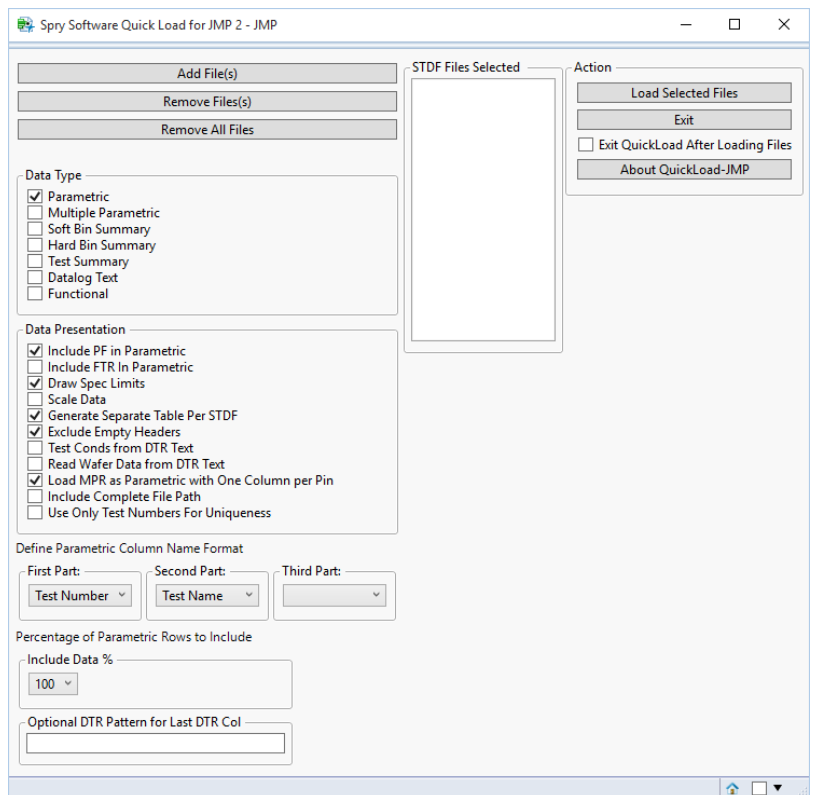 Spry Software Quick Load for JMP 2 - JMP
Add File(s)
Remove Files(s)
Remove All Files
Data Type
Parametric
Multiple Parametric
Soft Bin Summary
Hard Bin Summary
Test Summary
Datalog Text
Functional
Data Presentation
Include PF in Parametric
Include FTR In Parametric
Draw Spec Limits
Scale Data
Generate Separate Table Per STDF
Exclude Empty Headers
Test Conds from DTR Text
Read Wafer Data from DTR Text
Load MPR as Parametric with One Column per Pin
Include Complete File Path
Use Only Test Numbers For Uniqueness
Define Parametric Column Name Format
First Part: Second Part: Third Part:
Test Number Test Name
Percentage of Parametric Rows to Include
Include Data %
100
Optional DTR Pattern for Last DTR Col
STDF Files Selected
Action
Load Selected Files
Exit
Exit QuickLoad After Loading Files
About QuickLoad-JMP